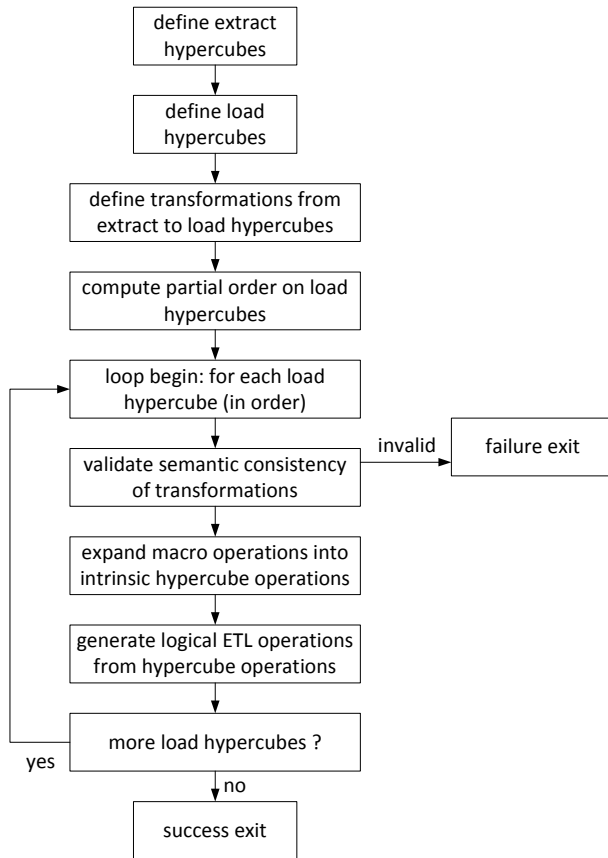 define extract
hypercubes
define load
hypercubes
define transformations from
extract to load hypercubes
compute partial order on load
hypercubes
loop begin: for each load
hypercube (in order)
validate semantic consistency
of transformations
invalid
failure exit
expand macro operations into
intrinsic hypercube operations
generate logical ETL operations
from hypercube operations
more load hypercubes ?
yes
no
success exit